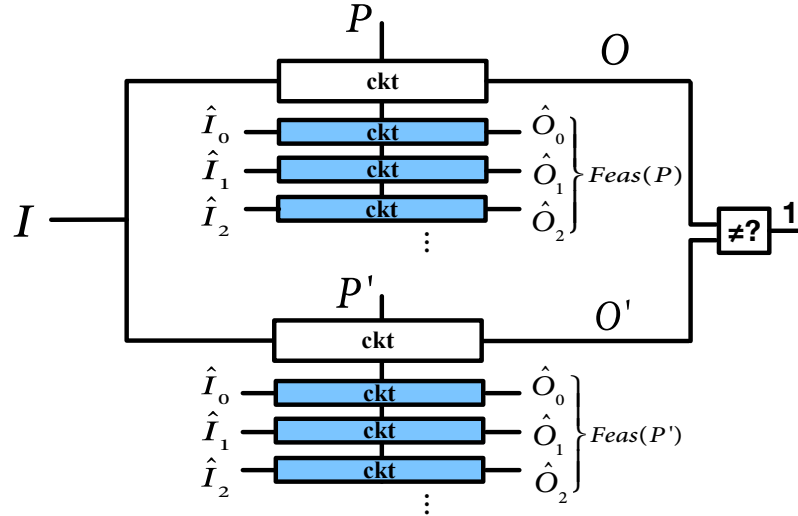 P
O
ckt
Î₀ ckt Ô₀
Î₁ ckt Ô₁ Feas(P)
Î₂ ckt Ô₂
⋮
I
≠? 1
P'
O'
ckt
Î₀ ckt Ô₀
Î₁ ckt Ô₁ Feas(P')
Î₂ ckt Ô₂
⋮